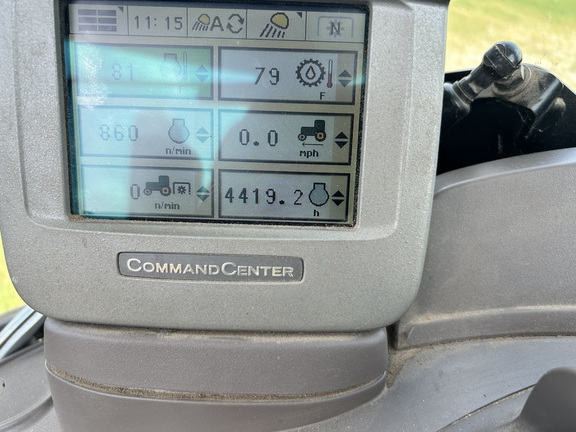 11:15 A N
81 79
F
860 0.0
n/min mph
0 4419.2
n/min h
COMMANDCENTER